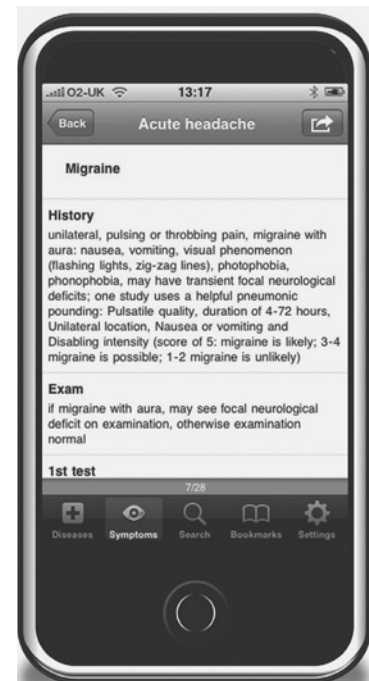 ...ıll O2-UK 13:17
Back Acute headache
Migraine
History
unilateral, pulsing or throbbing pain, migraine with
aura: nausea, vomiting, visual phenomenon
(flashing lights, zig-zag lines), photophobia,
phonophobia, may have transient focal neurological
deficits; one study uses a helpful pneumonic
pounding: Pulsatile quality, duration of 4-72 hours,
Unilateral location, Nausea or vomiting and
Disabling intensity (score of 5: migraine is likely; 3-4
migraine is possible; 1-2 migraine is unlikely)
Exam
if migraine with aura, may see focal neurological
deficit on examination, otherwise examination
normal
1st test
7/28
Diseases Symptoms Search Bookmarks Settings